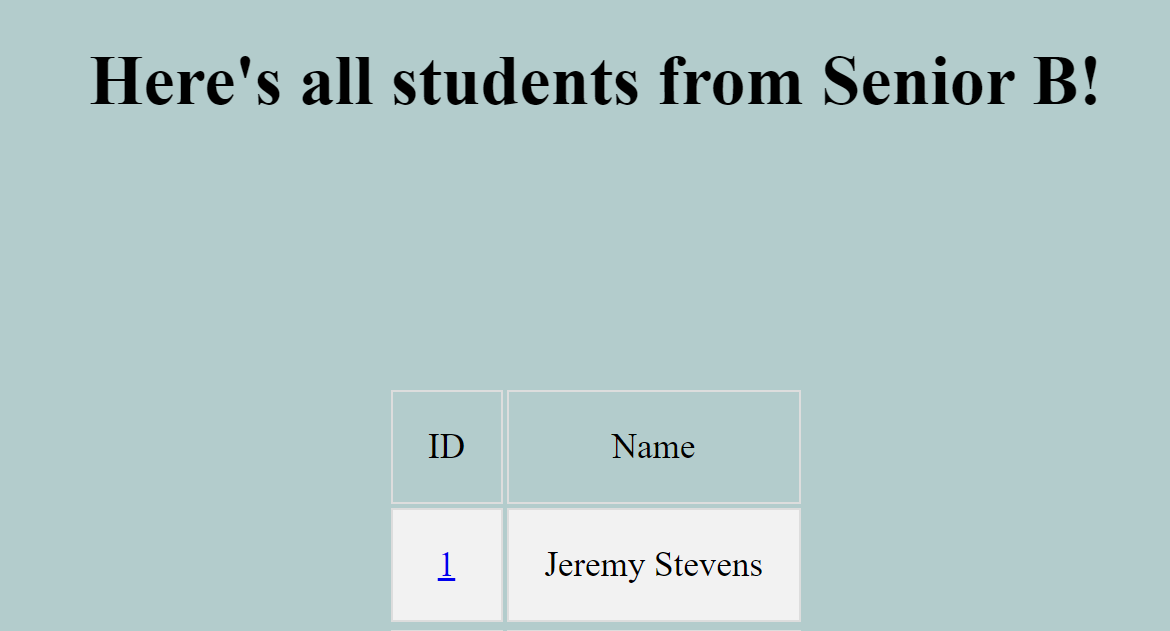 Here's all students from Senior B!
ID Name
1 Jeremy Stevens